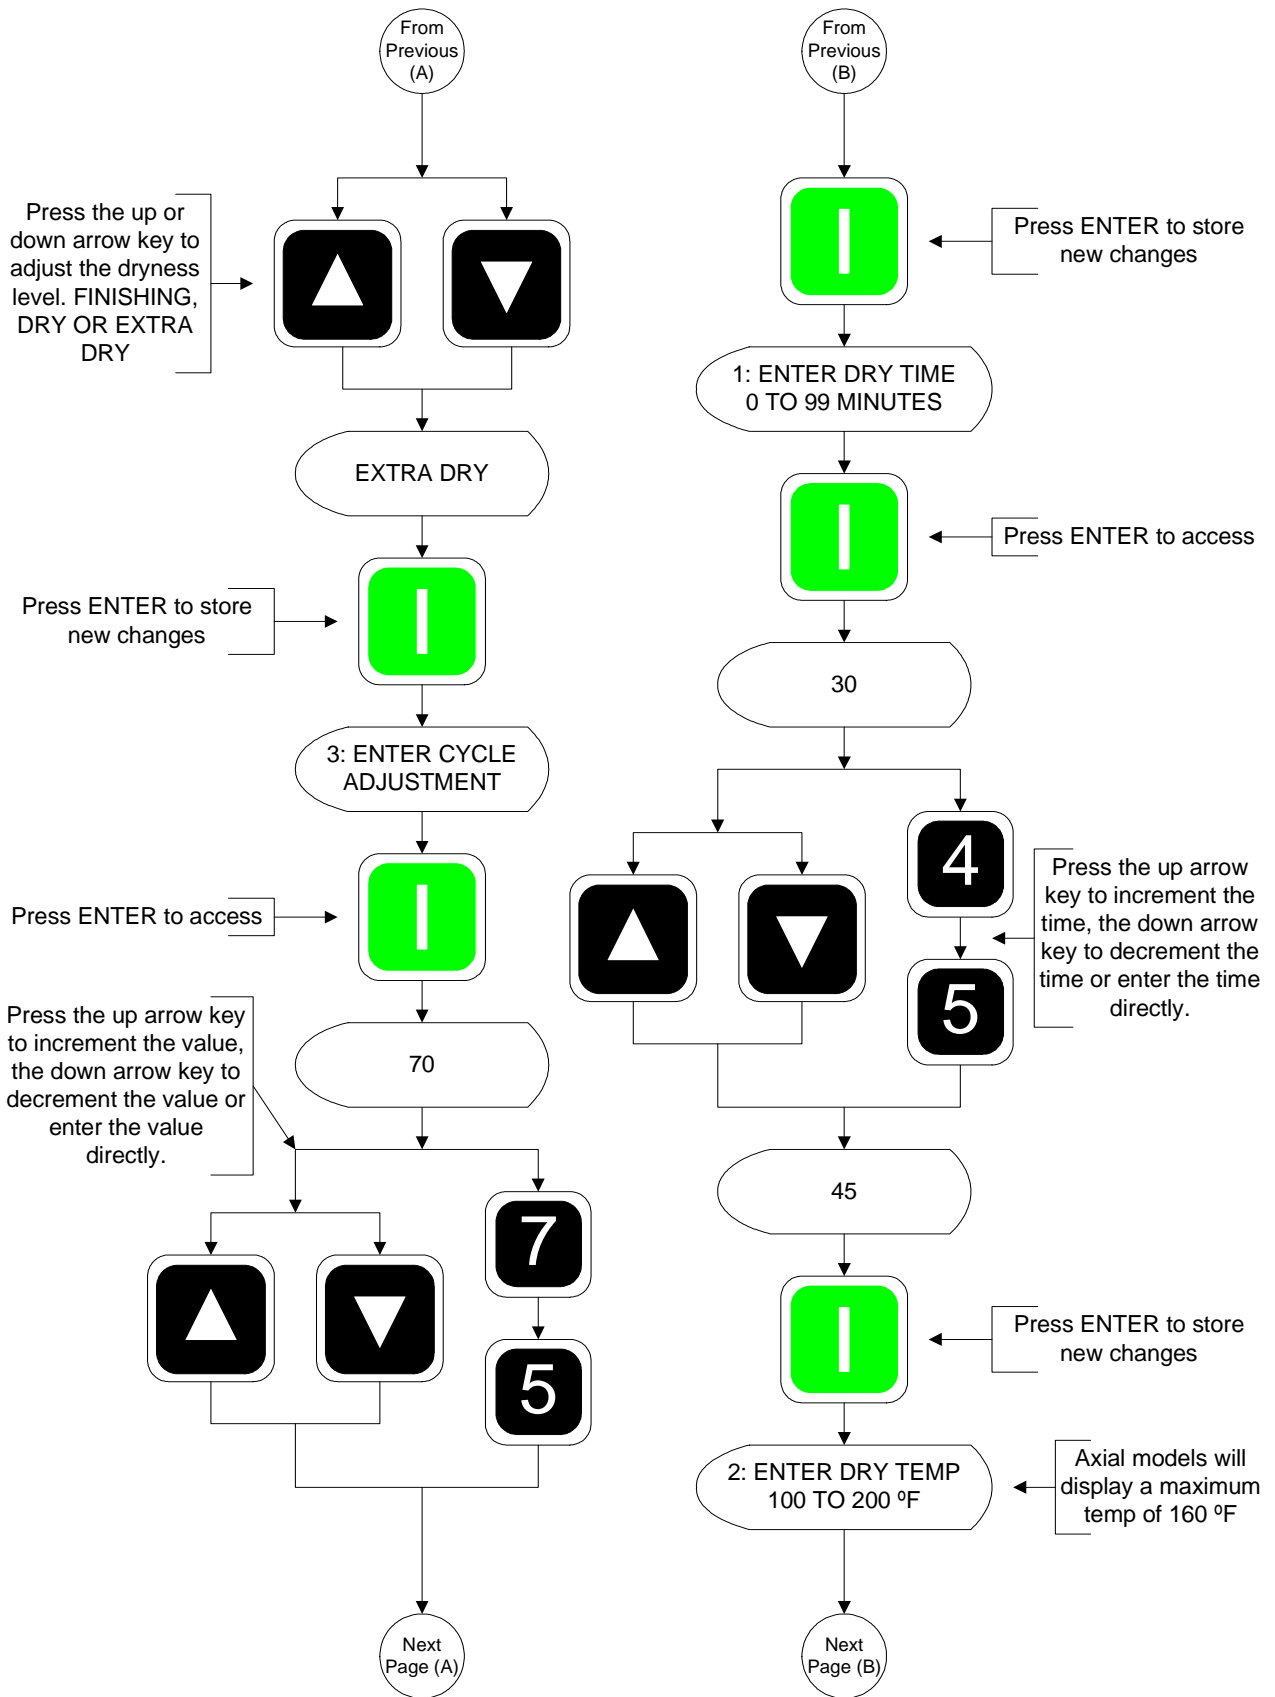 From
Previous
(A)
Press the up or
down arrow key to
adjust the dryness
level. FINISHING,
DRY OR EXTRA
DRY
EXTRA DRY
Press ENTER to store
new changes
3: ENTER CYCLE
ADJUSTMENT
Press ENTER to access
70
Press the up arrow key
to increment the value,
the down arrow key to
decrement the value or
enter the value
directly.
7
5
Next
Page (A)
From
Previous
(B)
Press ENTER to store
new changes
1: ENTER DRY TIME
0 TO 99 MINUTES
Press ENTER to access
30
4
5
Press the up arrow
key to increment the
time, the down arrow
key to decrement the
time or enter the time
directly.
45
Press ENTER to store
new changes
2: ENTER DRY TEMP
100 TO 200 ºF
Axial models will
display a maximum
temp of 160 ºF
Next
Page (B)